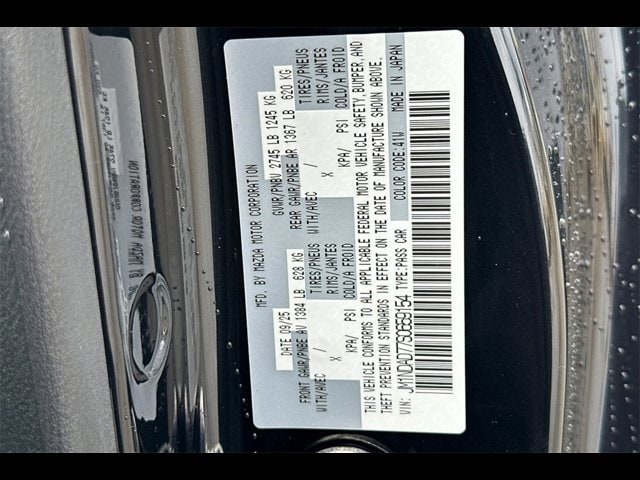 MFD. BY MAZDA MOTOR CORPORATION
DATE 09/25 GVWR/PNBV 2745 LB 1245 KG
FRONT GAWR/PNBE AV 1384 LB 628 KG REAR GAWR/PNBE AR 1367 LB 620 KG
WITH/AVEC TIRES/PNEUS WITH/AVEC TIRES/PNEUS
X / RIMS/JANTES X / RIMS/JANTES
KPA/ PSI COLD/A FROID KPA/ PSI COLD/A FROID
THIS VEHICLE CONFORMS TO ALL APPLICABLE FEDERAL MOTOR VEHICLE SAFETY, BUMPER, AND
THEFT PREVENTION STANDARDS IN EFFECT ON THE DATE OF MANUFACTURE SHOWN ABOVE.
VIN: JM1NDAD77S0669154 TYPE:PASS CAR COLOR CODE:41W MADE IN JAPAN